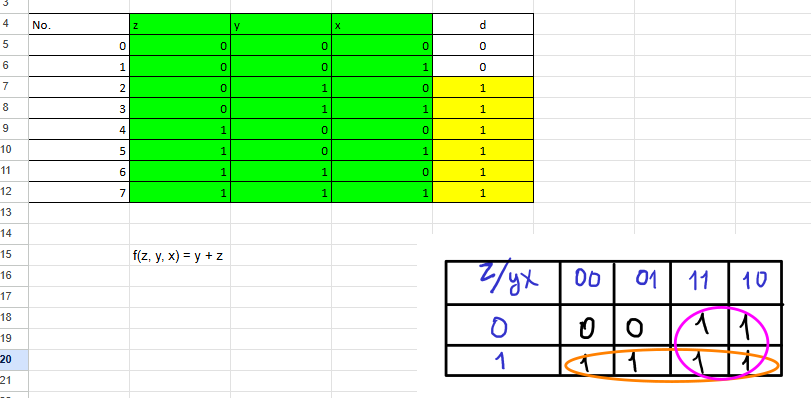 3
4 No. z y x d
5 0 0 0 0 0
6 1 0 0 1 0
7 2 0 1 0 1
8 3 0 1 1 1
9 4 1 0 0 1
10 5 1 0 1 1
11 6 1 1 0 1
12 7 1 1 1 1
13
14
15 f(z, y, x) = y + z
16
17
18
19
20
21
z/yx 00 01 11 10
0 0 0 1 1
1 1 1 1 1